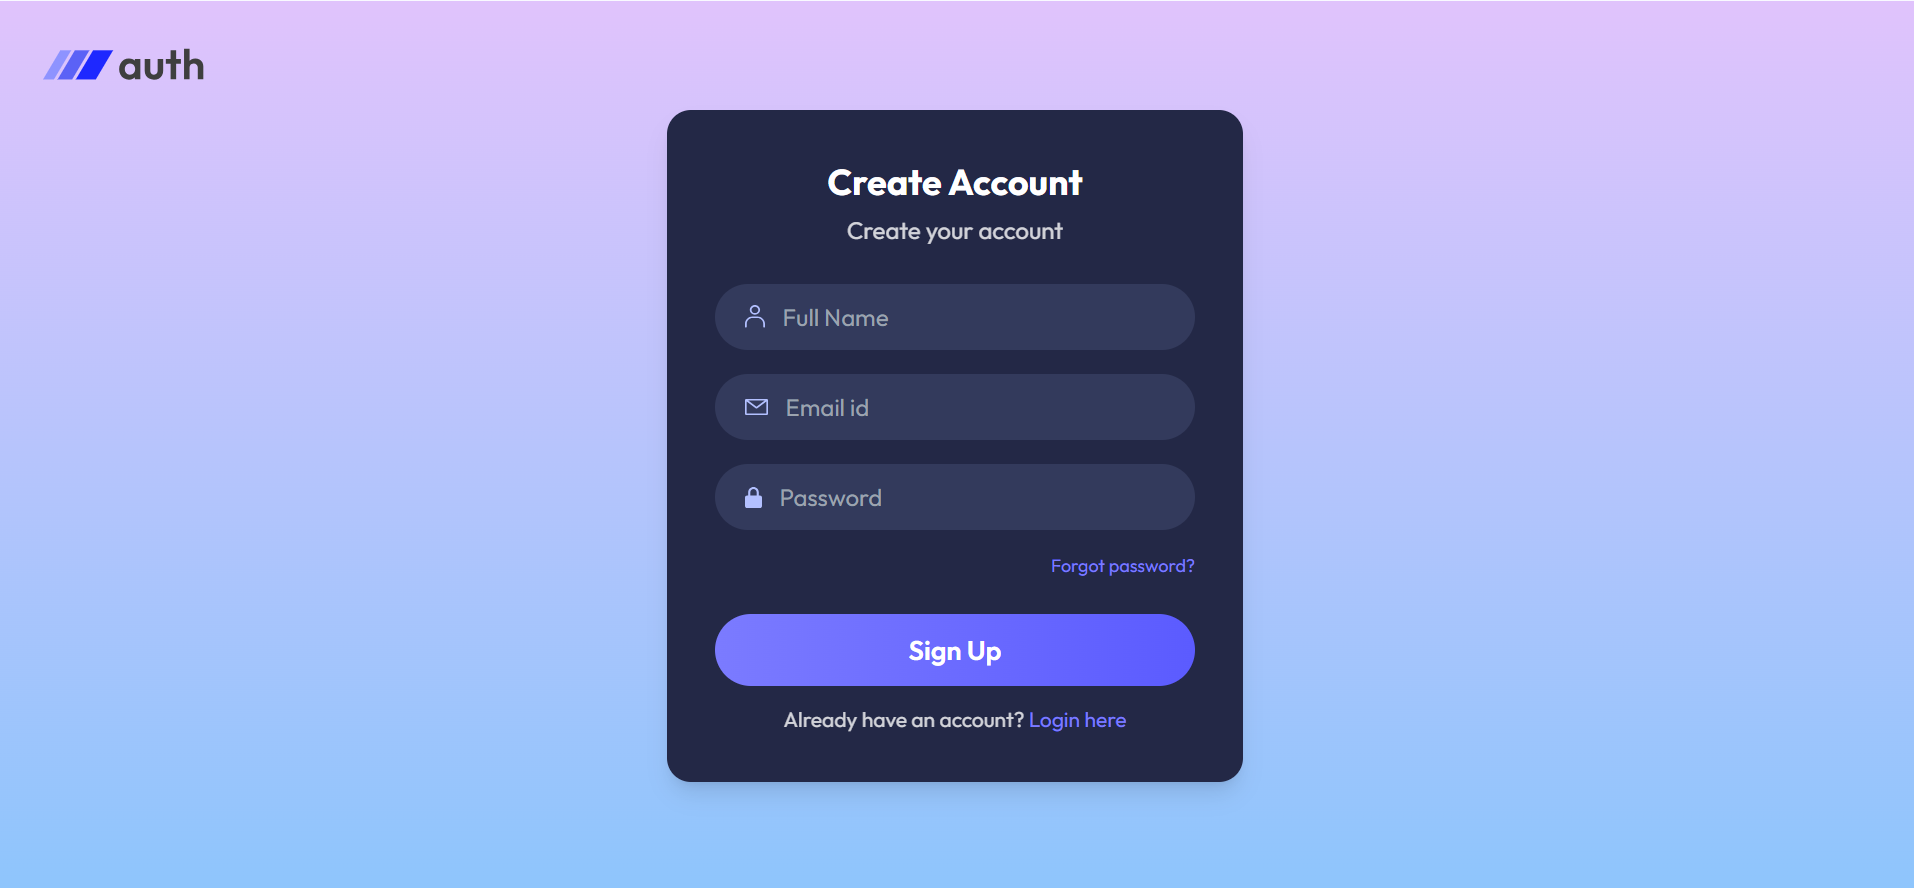 auth
Create Account
Create your account
Full Name
Email id
Password
Forgot password?
Sign Up
Already have an account? Login here